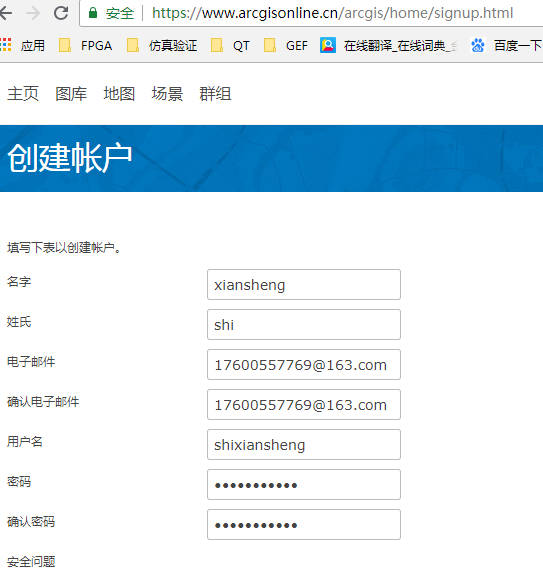 安全 https://www.arcgisonline.cn/arcgis/home/signup.html
应用 FPGA 仿真验证 QT GEF 在线翻译_在线词典_ 百度一下
主页 图库 地图 场景 群组
创建帐户
填写下表以创建帐户。
名字 xiansheng
姓氏 shi
电子邮件 17600557769@163.com
确认电子邮件 17600557769@163.com
用户名 shixiansheng
密码 •••••••••••
确认密码 •••••••••••
安全问题